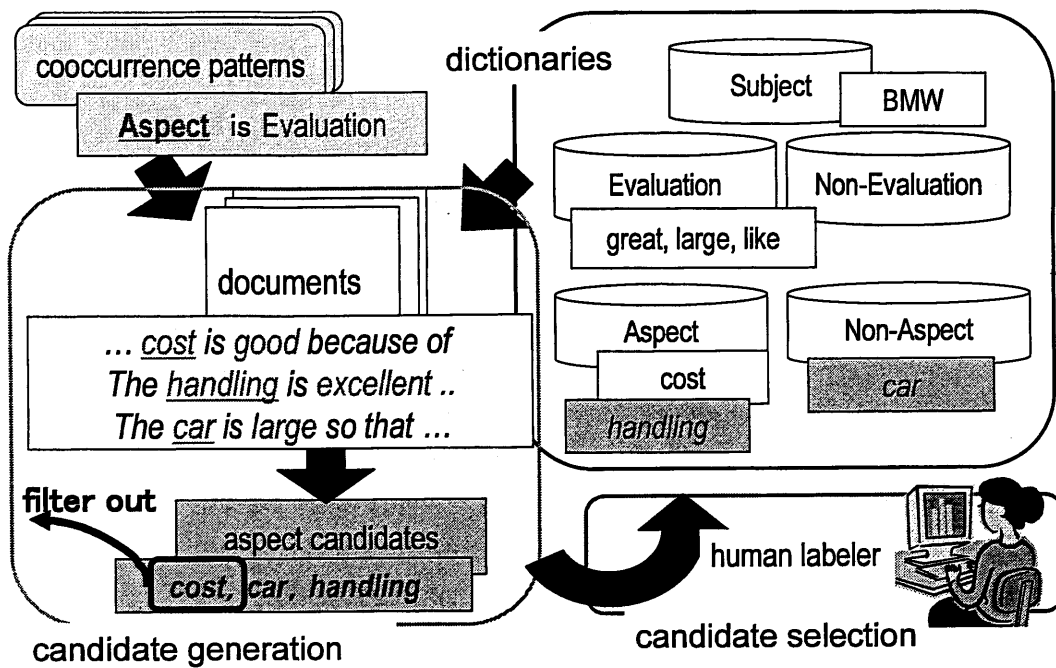 cooccurrence patterns
Aspect is Evaluation
dictionaries
Subject
BMW
Evaluation
Non-Evaluation
great, large, like
Aspect
Non-Aspect
cost
car
handling
documents
... cost is good because of
The handling is excellent ..
The car is large so that ...
filter out
aspect candidates
cost, car, handling
candidate generation
human labeler
candidate selection